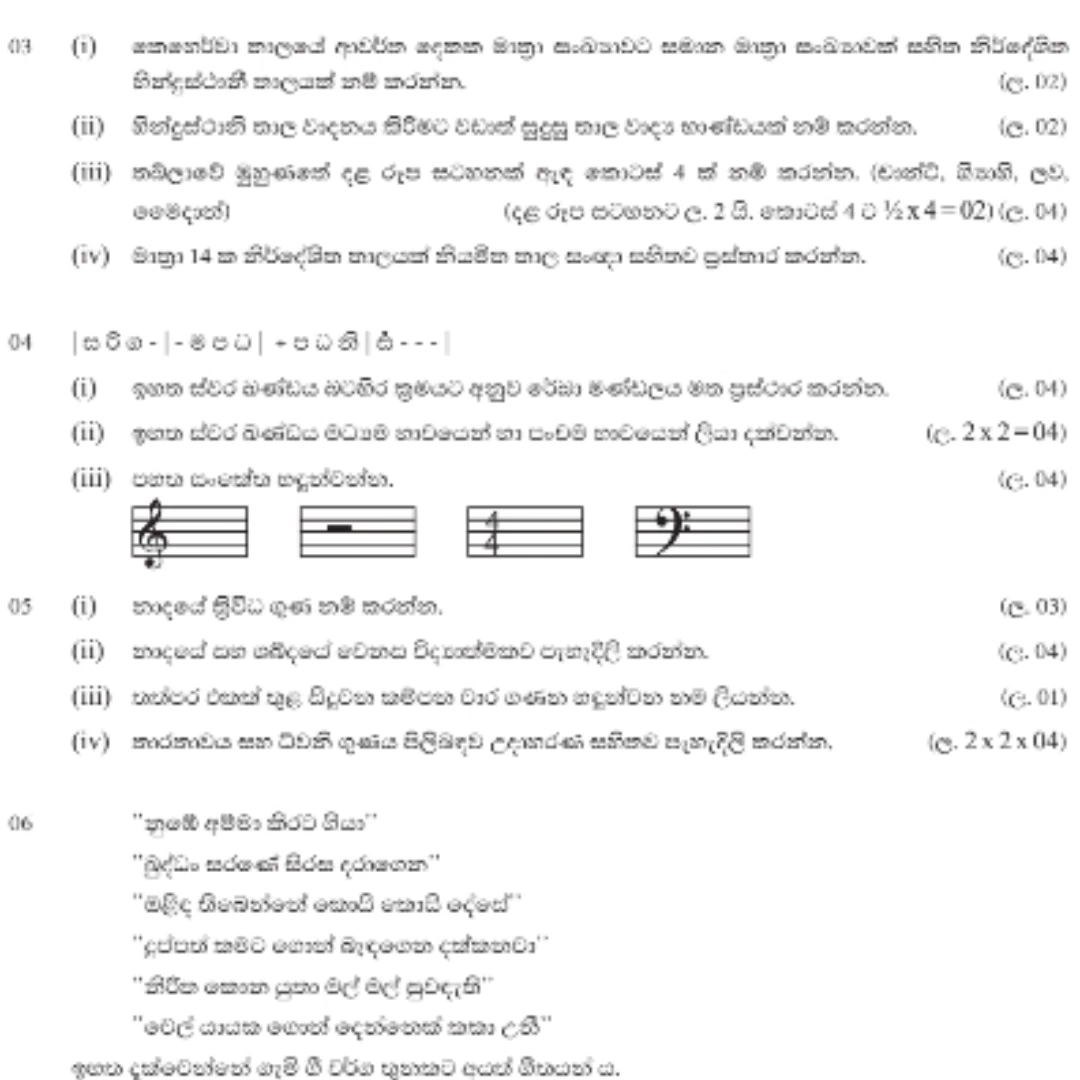 03 (i) කෙහෙර්වා තාලයේ ආවර්ත දෙකක මාත්‍රා සංඛ්‍යාවට සමාන මාත්‍රා සංඛ්‍යාවක් සහිත නිර්දේශිත
හින්දුස්ථානි තාලයක් නම් කරන්න. (ල. 02)
(ii) හින්දුස්ථානි තාල වාදනය කිරීමට වඩාත් සුදුසු තාල වාද්‍ය භාණ්ඩයක් නම් කරන්න. (ල. 02)
(iii) තබ්ලාවේ මුහුණතේ දළ රූප සටහනක් ඇඳ කොටස් 4 ක් නම් කරන්න. (චාන්ටි, ශියාහි, ලව,
මෛදාන්) (දළ රූප සටහනට ල. 2 යි. කොටස් 4 ට ½ x 4 = 02) (ල. 04)
(iv) මාත්‍රා 14 ක නිර්දේශිත තාලයක් නියමිත තාල සංඥා සහිතව ප්‍රස්තාර කරන්න. (ල. 04)
04 | ස රි ග - | - ම ප ධ | + ප ධ නි | සං - - - |
(i) ඉහත ස්වර ඛණ්ඩය බටහිර ක්‍රමයට අනුව රේඛා මණ්ඩලය මත ප්‍රස්ථාර කරන්න. (ල. 04)
(ii) ඉහත ස්වර ඛණ්ඩය මධ්‍යම භාවයෙන් හා පංචම භාවයෙන් ලියා දක්වන්න. (ල. 2 x 2 = 04)
(iii) පහත සංකේත හඳුන්වන්න. (ල. 04)
4
4
05 (i) නාදයේ ත්‍රිවිධ ගුණ නම් කරන්න. (ල. 03)
(ii) නාදයේ සහ ශබ්දයේ වෙනස විද්‍යාත්මකව පැහැදිලි කරන්න. (ල. 04)
(iii) තත්පර එකක් තුළ සිදුවන කම්පන වාර ගණන හඳුන්වන නම ලියන්න. (ල. 01)
(iv) තාරතාවය සහ ධ්වනි ගුණය පිලිබඳව උදාහරණ සහිතව පැහැදිලි කරන්න. (ල. 2 x 2 x 04)
06 "නුඹේ අම්මා කිරට ගියා"
"බුද්ධං සරණේ සිරස දරාගෙන"
"ඔළිඳ තිබෙන්නේ කොයි කොයි දේසේ"
"දුප්පත් කමට ගොන් බැඳගෙන දක්කනවා"
"නිරිත කොන යුතා මල් මල් සුවඳැති"
"වෙල් යායක ගොන් දෙන්නෙක් කකා උනී"
ඉහත දක්වෙන්නේ ගැමි ගී වර්ග තුනකට අයත් ගීතයන් ය.